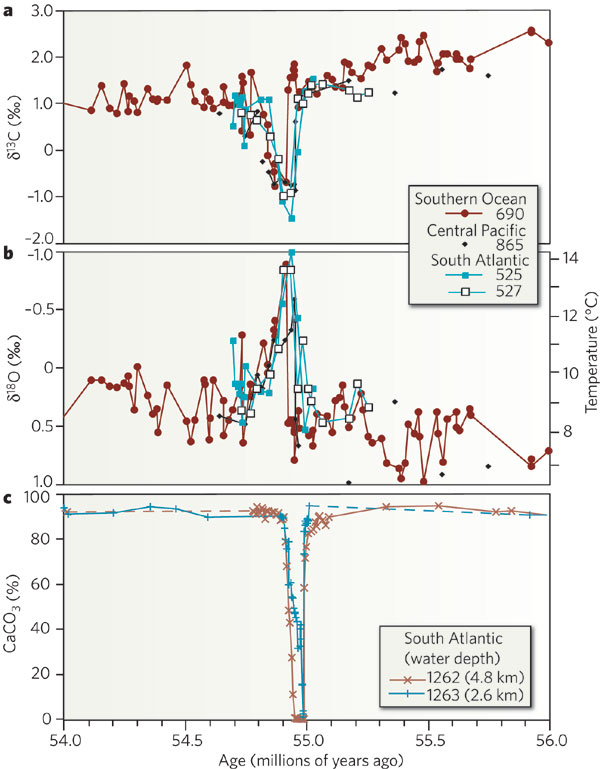 a
3.0
2.0
1.0
0
–1.0
–2.0
δ¹³C (‰)
Southern Ocean
690
Central Pacific
865
South Atlantic
525
527
b
–1.0
–0.5
0
0.5
1.0
δ¹⁸O (‰)
14
12
10
8
Temperature (°C)
c
100
80
60
40
20
0
CaCO₃ (%)
South Atlantic
(water depth)
1262 (4.8 km)
1263 (2.6 km)
54.0 54.5 55.0 55.5 56.0
Age (millions of years ago)